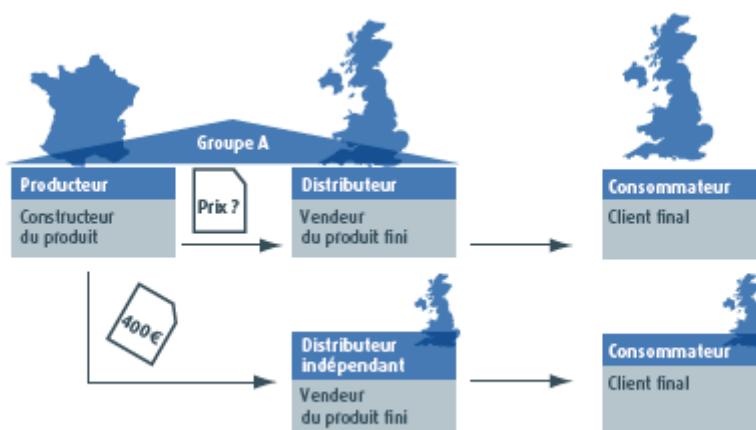 Groupe A
Producteur
Constructeur
du produit
Prix ?
Distributeur
Vendeur
du produit fini
Consommateur
Client final
400 €
Distributeur
indépendant
Vendeur
du produit fini
Consommateur
Client final